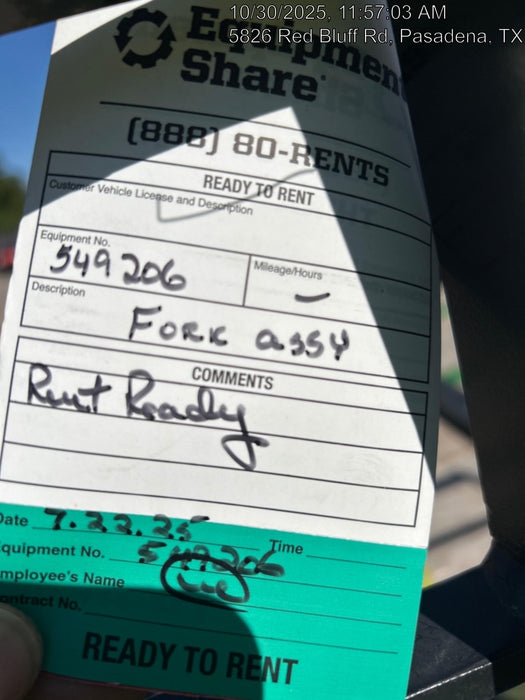 10/30/2025, 11:57:03 AM
5826 Red Bluff Rd, Pasadena, TX
Equipment
Share
(888) 80-RENTS
READY TO RENT
Customer Vehicle License and Description
Equipment No.
549206
Mileage/Hours
—
Description
Fork assy
COMMENTS
Rent Ready
Date 7.22.25
Time
Equipment No. 549206
Employee's Name
Contract No.
READY TO RENT